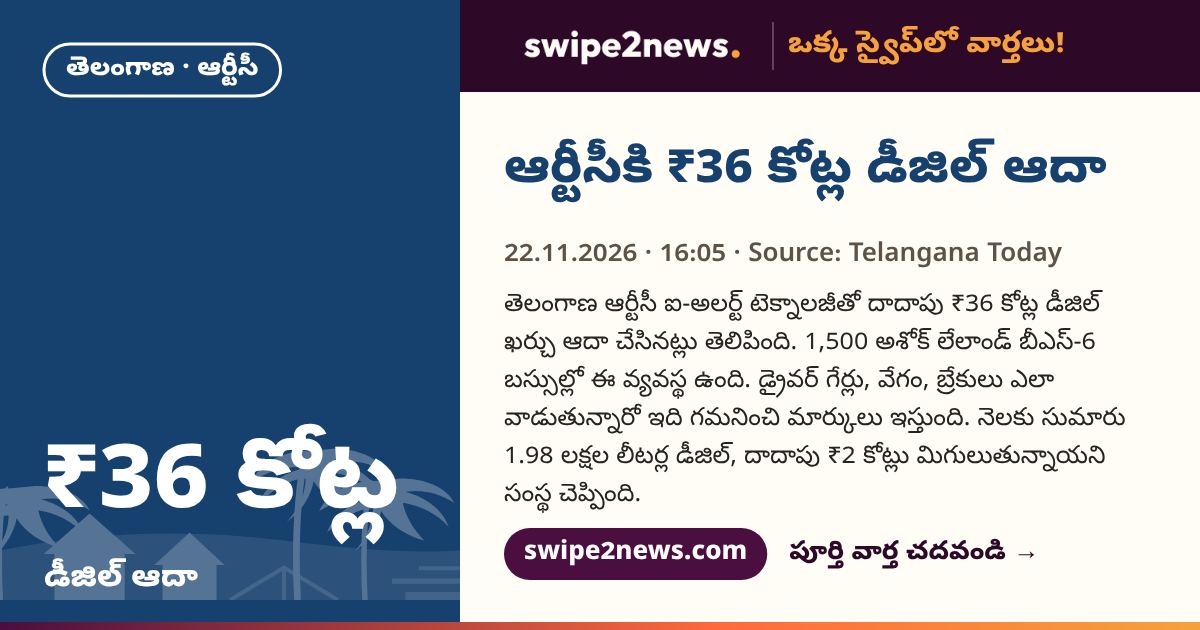 తెలంగాణ · ఆర్టీసీ
₹36 కోట్ల
డీజిల్ ఆదా
swipe2news.
ఒక్క స్వైప్‌లో వార్తలు!
ఆర్టీసీకి ₹36 కోట్ల డీజిల్ ఆదా
22.11.2026 · 16:05 · Source: Telangana Today
తెలంగాణ ఆర్టీసీ ఐ-అలర్ట్ టెక్నాలజీతో దాదాపు ₹36 కోట్ల డీజిల్
ఖర్చు ఆదా చేసినట్లు తెలిపింది. 1,500 అశోక్ లేలాండ్ బీఎస్-6
బస్సుల్లో ఈ వ్యవస్థ ఉంది. డ్రైవర్ గేర్లు, వేగం, బ్రేకులు ఎలా
వాడుతున్నారో ఇది గమనించి మార్కులు ఇస్తుంది. నెలకు సుమారు
1.98 లక్షల లీటర్ల డీజిల్, దాదాపు ₹2 కోట్లు మిగులుతున్నాయని
సంస్థ చెప్పింది.
swipe2news.com
పూర్తి వార్త చదవండి →